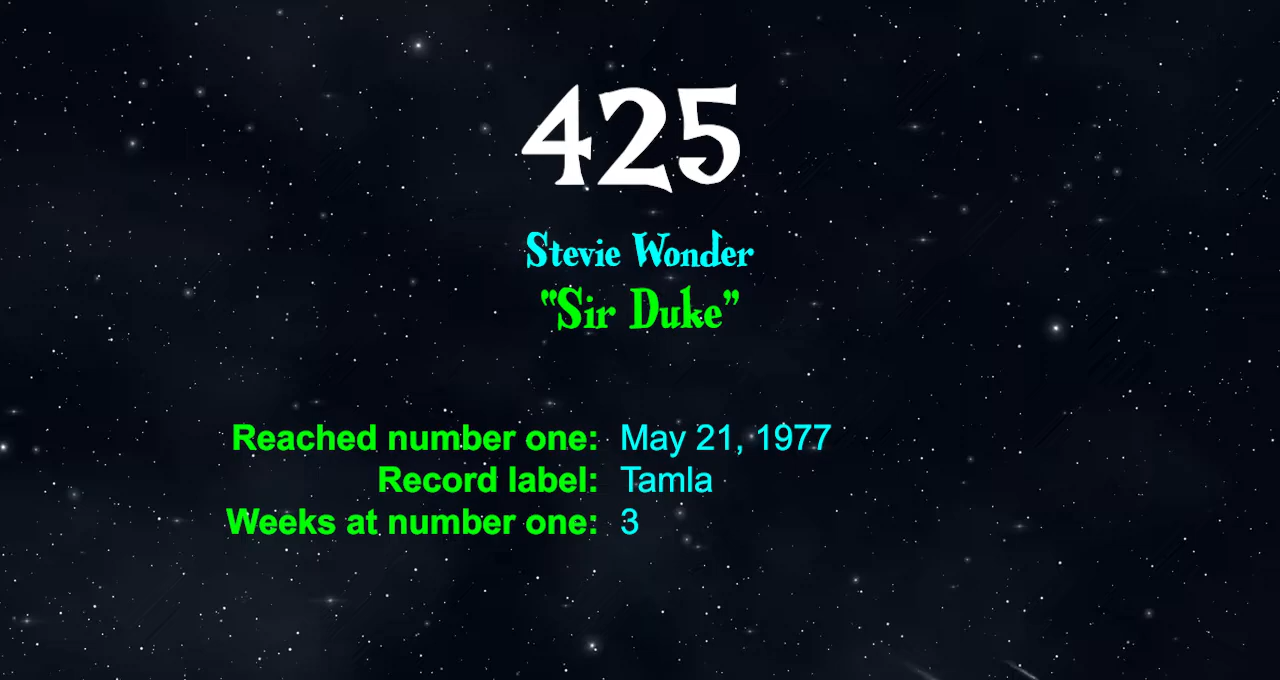 425
Stevie Wonder
"Sir Duke”
Reached number one: May 21, 1977
Record label: Tamla
Weeks at number one: 3